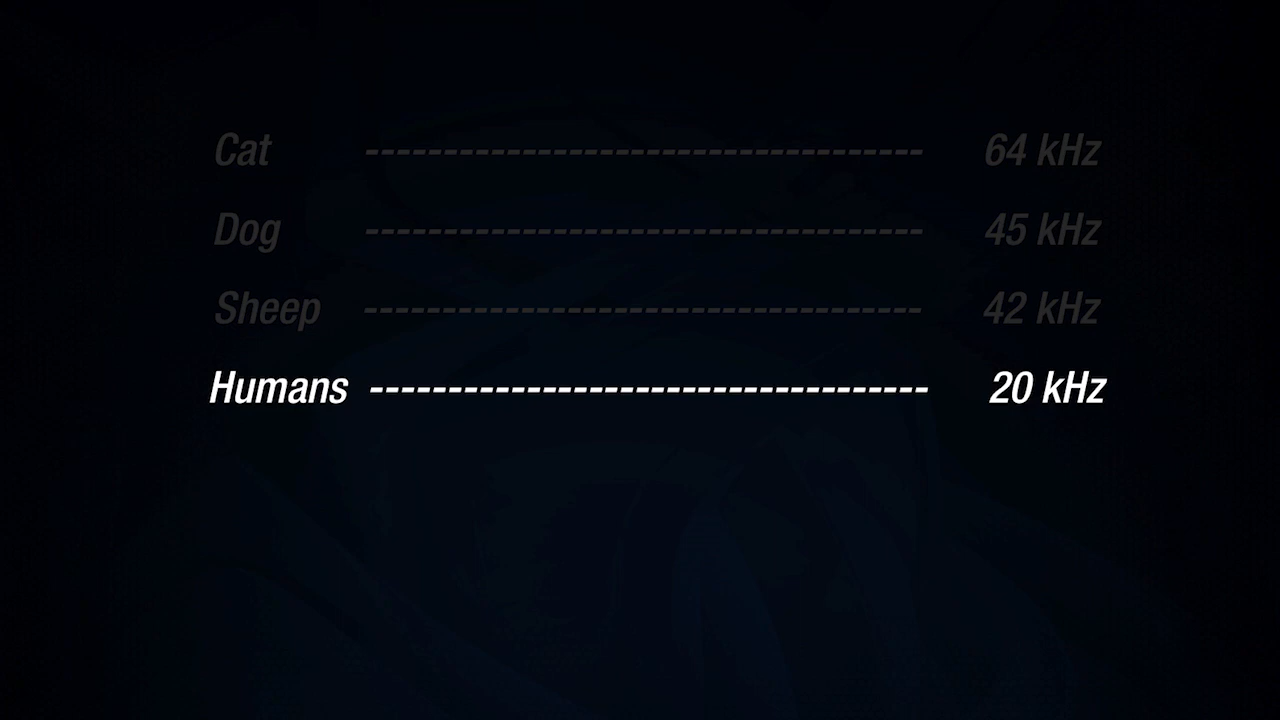 Cat ----------------------------------- 64 kHz
Dog ----------------------------------- 45 kHz
Sheep ----------------------------------- 42 kHz
Humans ----------------------------------- 20 kHz